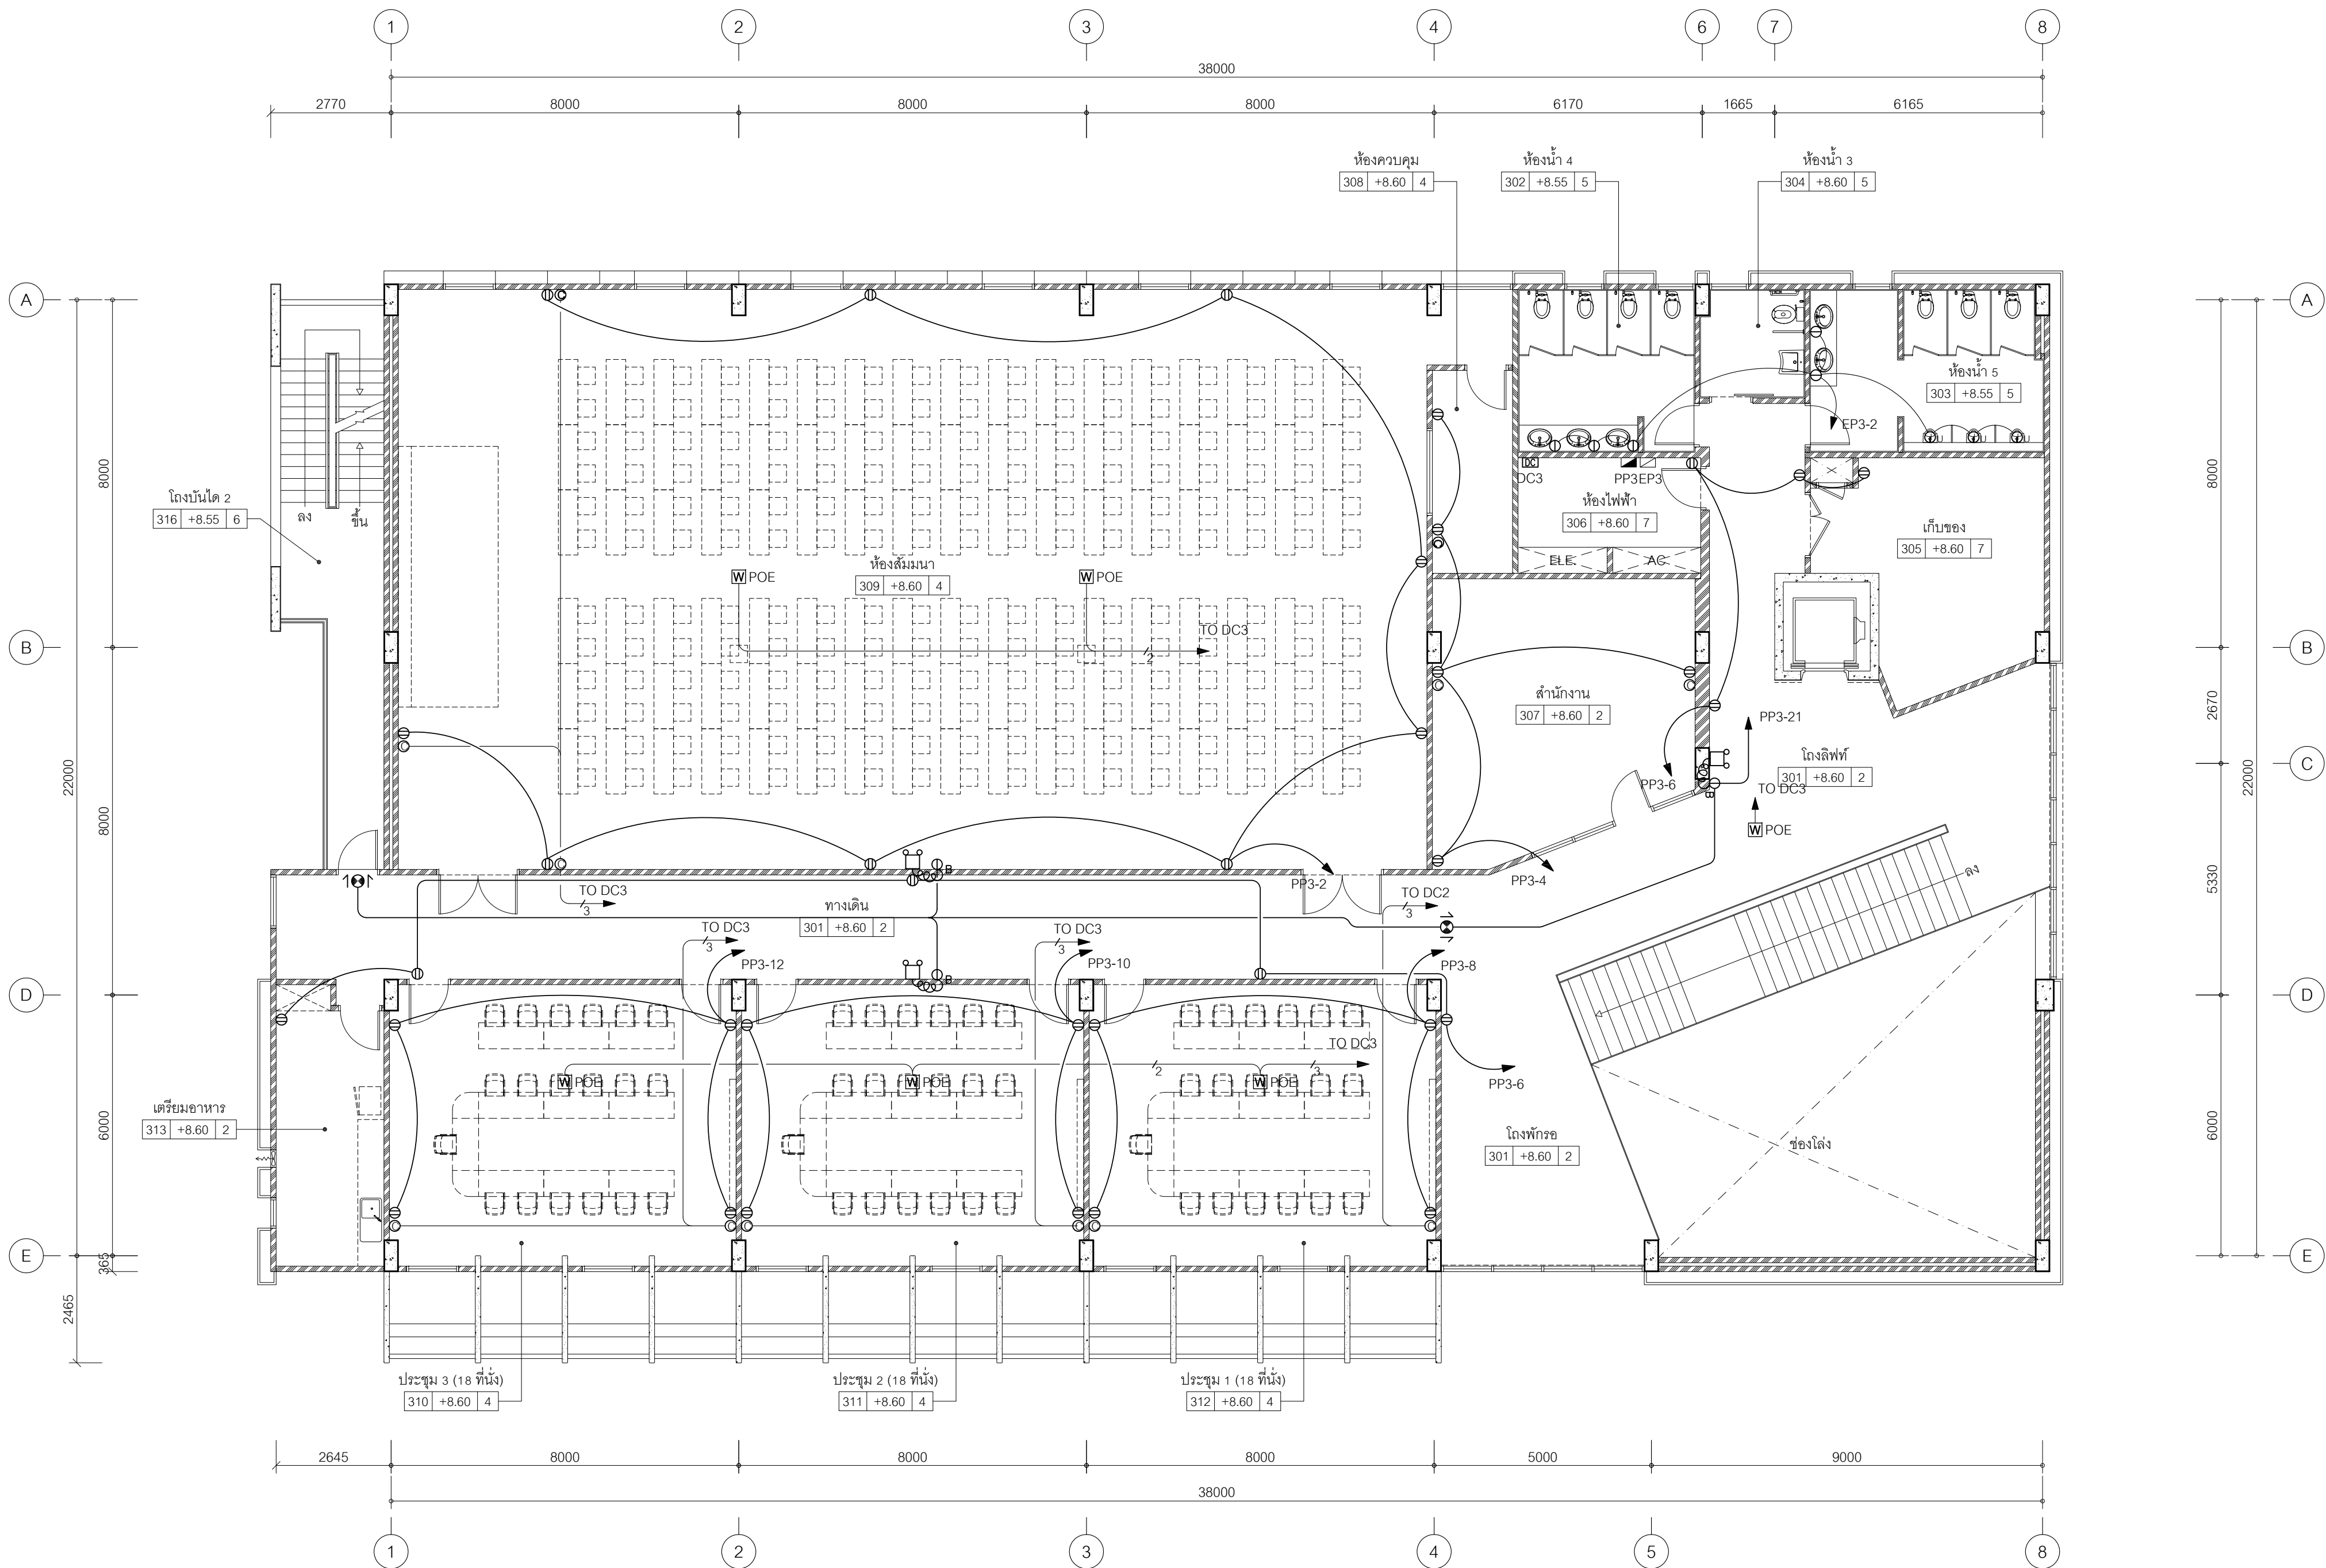 1 2 3 4 6 7 8
38000
2770 8000 8000 8000 6170 1665 6165
ห้องควบคุม
308 +8.60 4
ห้องน้ำ 4
302 +8.55 5
ห้องน้ำ 3
304 +8.60 5
A
A
ห้องน้ำ 5
303 +8.55 5
EP3-2
DC
DC3
PP3
EP3
8000
8000
โถงบันได 2
316 +8.55 6
ลง
ขึ้น
ห้องไฟฟ้า
306 +8.60 7
เก็บของ
305 +8.60 7
ELE.
AC
ห้องสัมมนา
309 +8.60 4
W POE
W POE
TO DC3
2
B
B
สำนักงาน
307 +8.60 2
2670
PP3-21
โถงลิฟท์
301 +8.60 2
C
PP3-6
TO DC3
B
W POE
22000
22000
8000
PP3-2
PP3-4
B
ลง
5330
TO DC3
3
ทางเดิน
301 +8.60 2
TO DC2
3
TO DC3
3
TO DC3
3
PP3-12
PP3-10
PP3-8
B
D
D
TO DC3
2
3
W POE
W POE
W POE
PP3-6
เตรียมอาหาร
313 +8.60 2
6000
6000
โถงพักรอ
301 +8.60 2
ช่องโล่ง
E
E
365
2465
ประชุม 3 (18 ที่นั่ง)
310 +8.60 4
ประชุม 2 (18 ที่นั่ง)
311 +8.60 4
ประชุม 1 (18 ที่นั่ง)
312 +8.60 4
2645 8000 8000 8000 5000 9000
38000
1 2 3 4 5 8